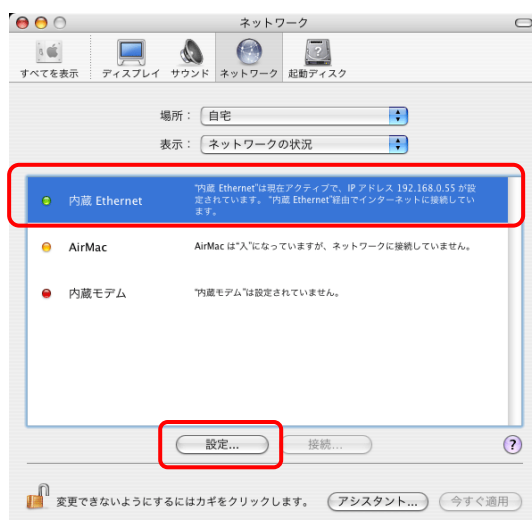 ネットワーク
すべてを表示 ディスプレイ サウンド ネットワーク 起動ディスク
場所： 自宅
表示： ネットワークの状況
内蔵 Ethernet
"内蔵 Ethernet"は現在アクティブで、IP アドレス 192.168.0.55 が設
定されています。"内蔵 Ethernet"経由でインターネットに接続してい
ます。
AirMac AirMac は"入"になっていますが、ネットワークに接続していません。
内蔵モデム "内蔵モデム"は設定されていません。
設定... 接続... ?
変更できないようにするにはカギをクリックします。 アシスタント... 今すぐ適用